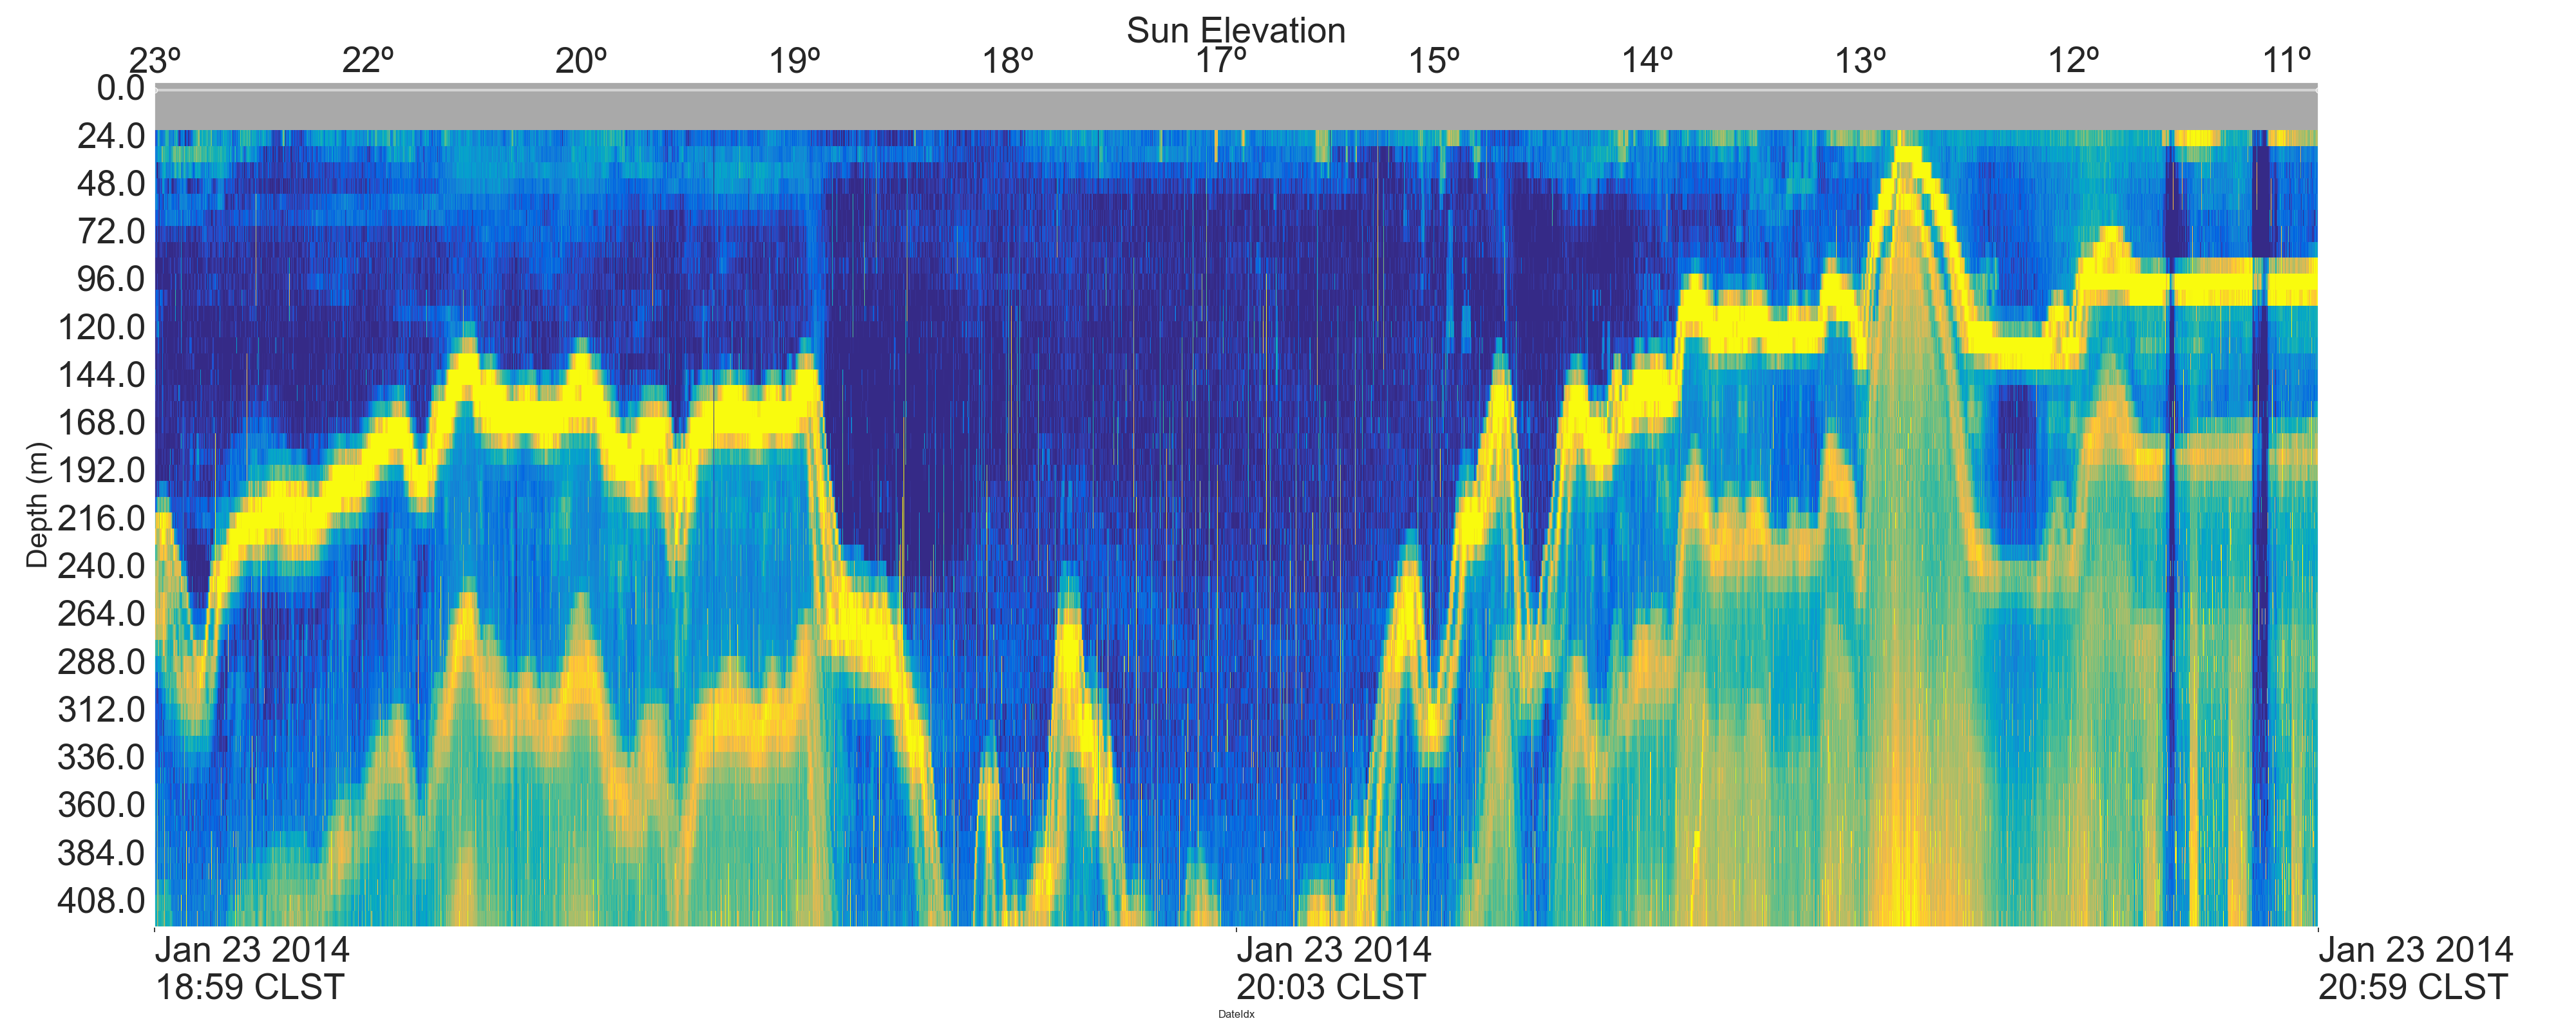 Sun Elevation
23º 22º 20º 19º 18º 17º 15º 14º 13º 12º 11º
0.0
24.0
48.0
72.0
96.0
120.0
144.0
168.0
192.0
216.0
240.0
264.0
288.0
312.0
336.0
360.0
384.0
408.0
Depth (m)
Jan 23 2014
18:59 CLST
Jan 23 2014
20:03 CLST
Jan 23 2014
20:59 CLST
DateIdx